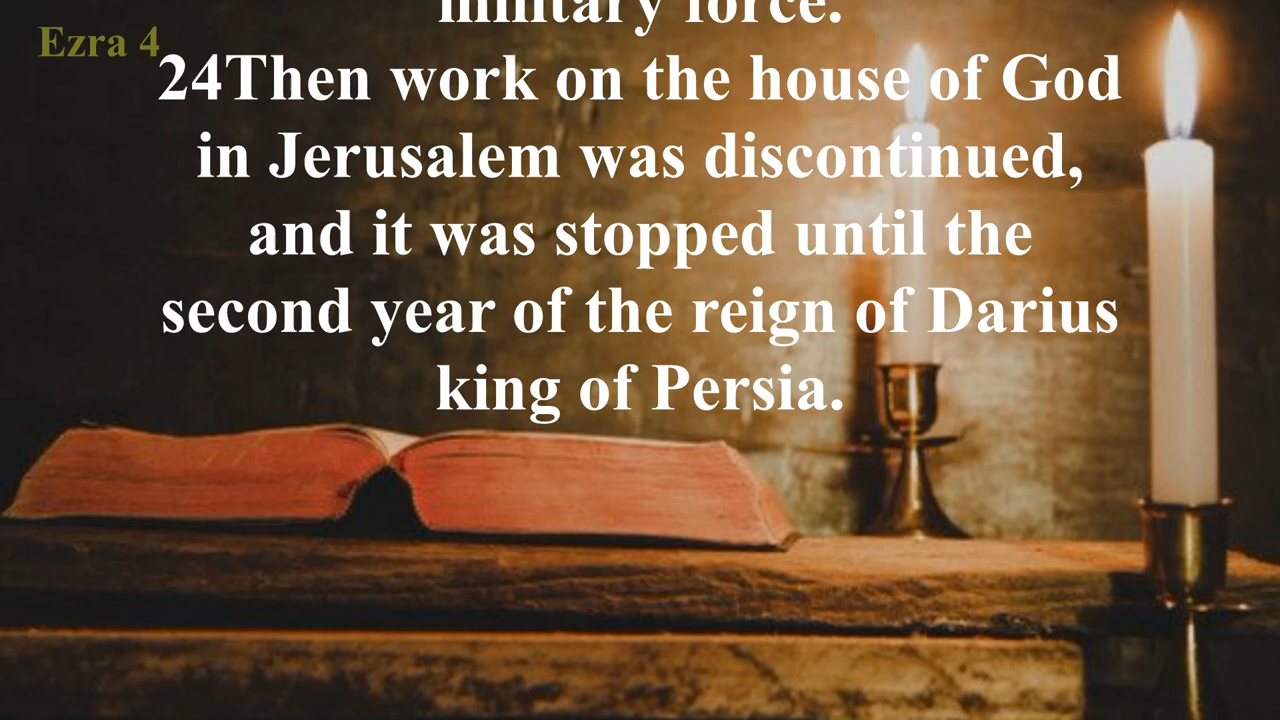 military force.
Ezra 4
24Then work on the house of God
in Jerusalem was discontinued,
and it was stopped until the
second year of the reign of Darius
king of Persia.